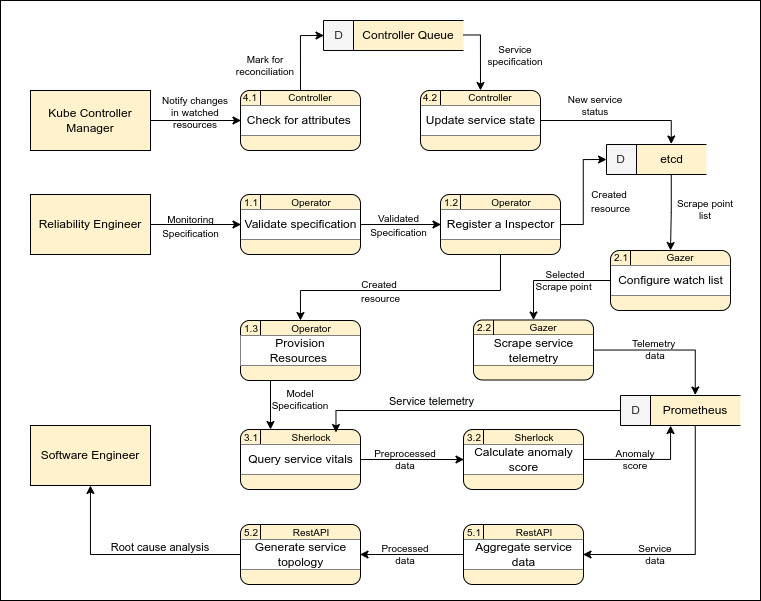 D
Controller Queue
Mark for
reconciliation
Service
specification
Kube Controller
Manager
Notify changes
in watched
resources
4.1
Controller
Check for attributes
4.2
Controller
Update service state
New service
status
D
etcd
Reliability Engineer
Monitoring
Specification
1.1
Operator
Validate specification
Validated
Specification
1.2
Operator
Register a Inspector
Created
resource
Scrape point
list
2.1
Gazer
Configure watch list
Selected
Scrape point
Created
resource
1.3
Operator
Provision
Resources
2.2
Gazer
Scrape service
telemetry
Telemetry
data
Model
Specification
Service telemetry
D
Prometheus
Software Engineer
3.1
Sherlock
Query service vitals
Preprocessed
data
3.2
Sherlock
Calculate anomaly
score
Anomaly
score
Root cause analysis
5.2
RestAPI
Generate service
topology
Processed
data
5.1
RestAPI
Aggregate service
data
Service
data